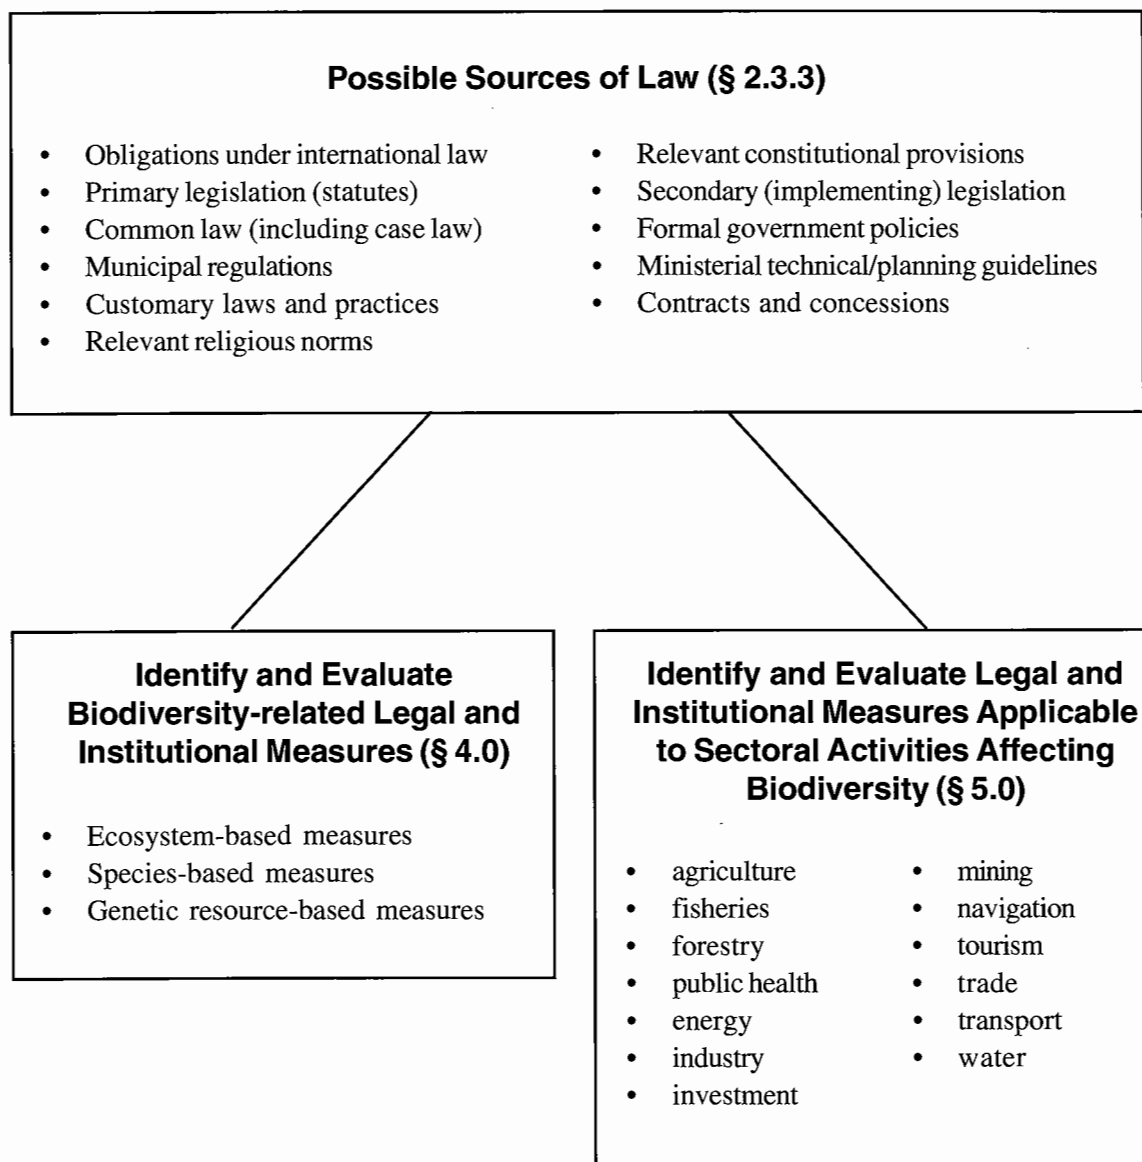 Possible Sources of Law (§ 2.3.3)
• Obligations under international law
• Primary legislation (statutes)
• Common law (including case law)
• Municipal regulations
• Customary laws and practices
• Relevant religious norms
• Relevant constitutional provisions
• Secondary (implementing) legislation
• Formal government policies
• Ministerial technical/planning guidelines
• Contracts and concessions
Identify and Evaluate
Biodiversity-related Legal and
Institutional Measures (§ 4.0)
• Ecosystem-based measures
• Species-based measures
• Genetic resource-based measures
Identify and Evaluate Legal and
Institutional Measures Applicable
to Sectoral Activities Affecting
Biodiversity (§ 5.0)
• agriculture
• fisheries
• forestry
• public health
• energy
• industry
• investment
• mining
• navigation
• tourism
• trade
• transport
• water